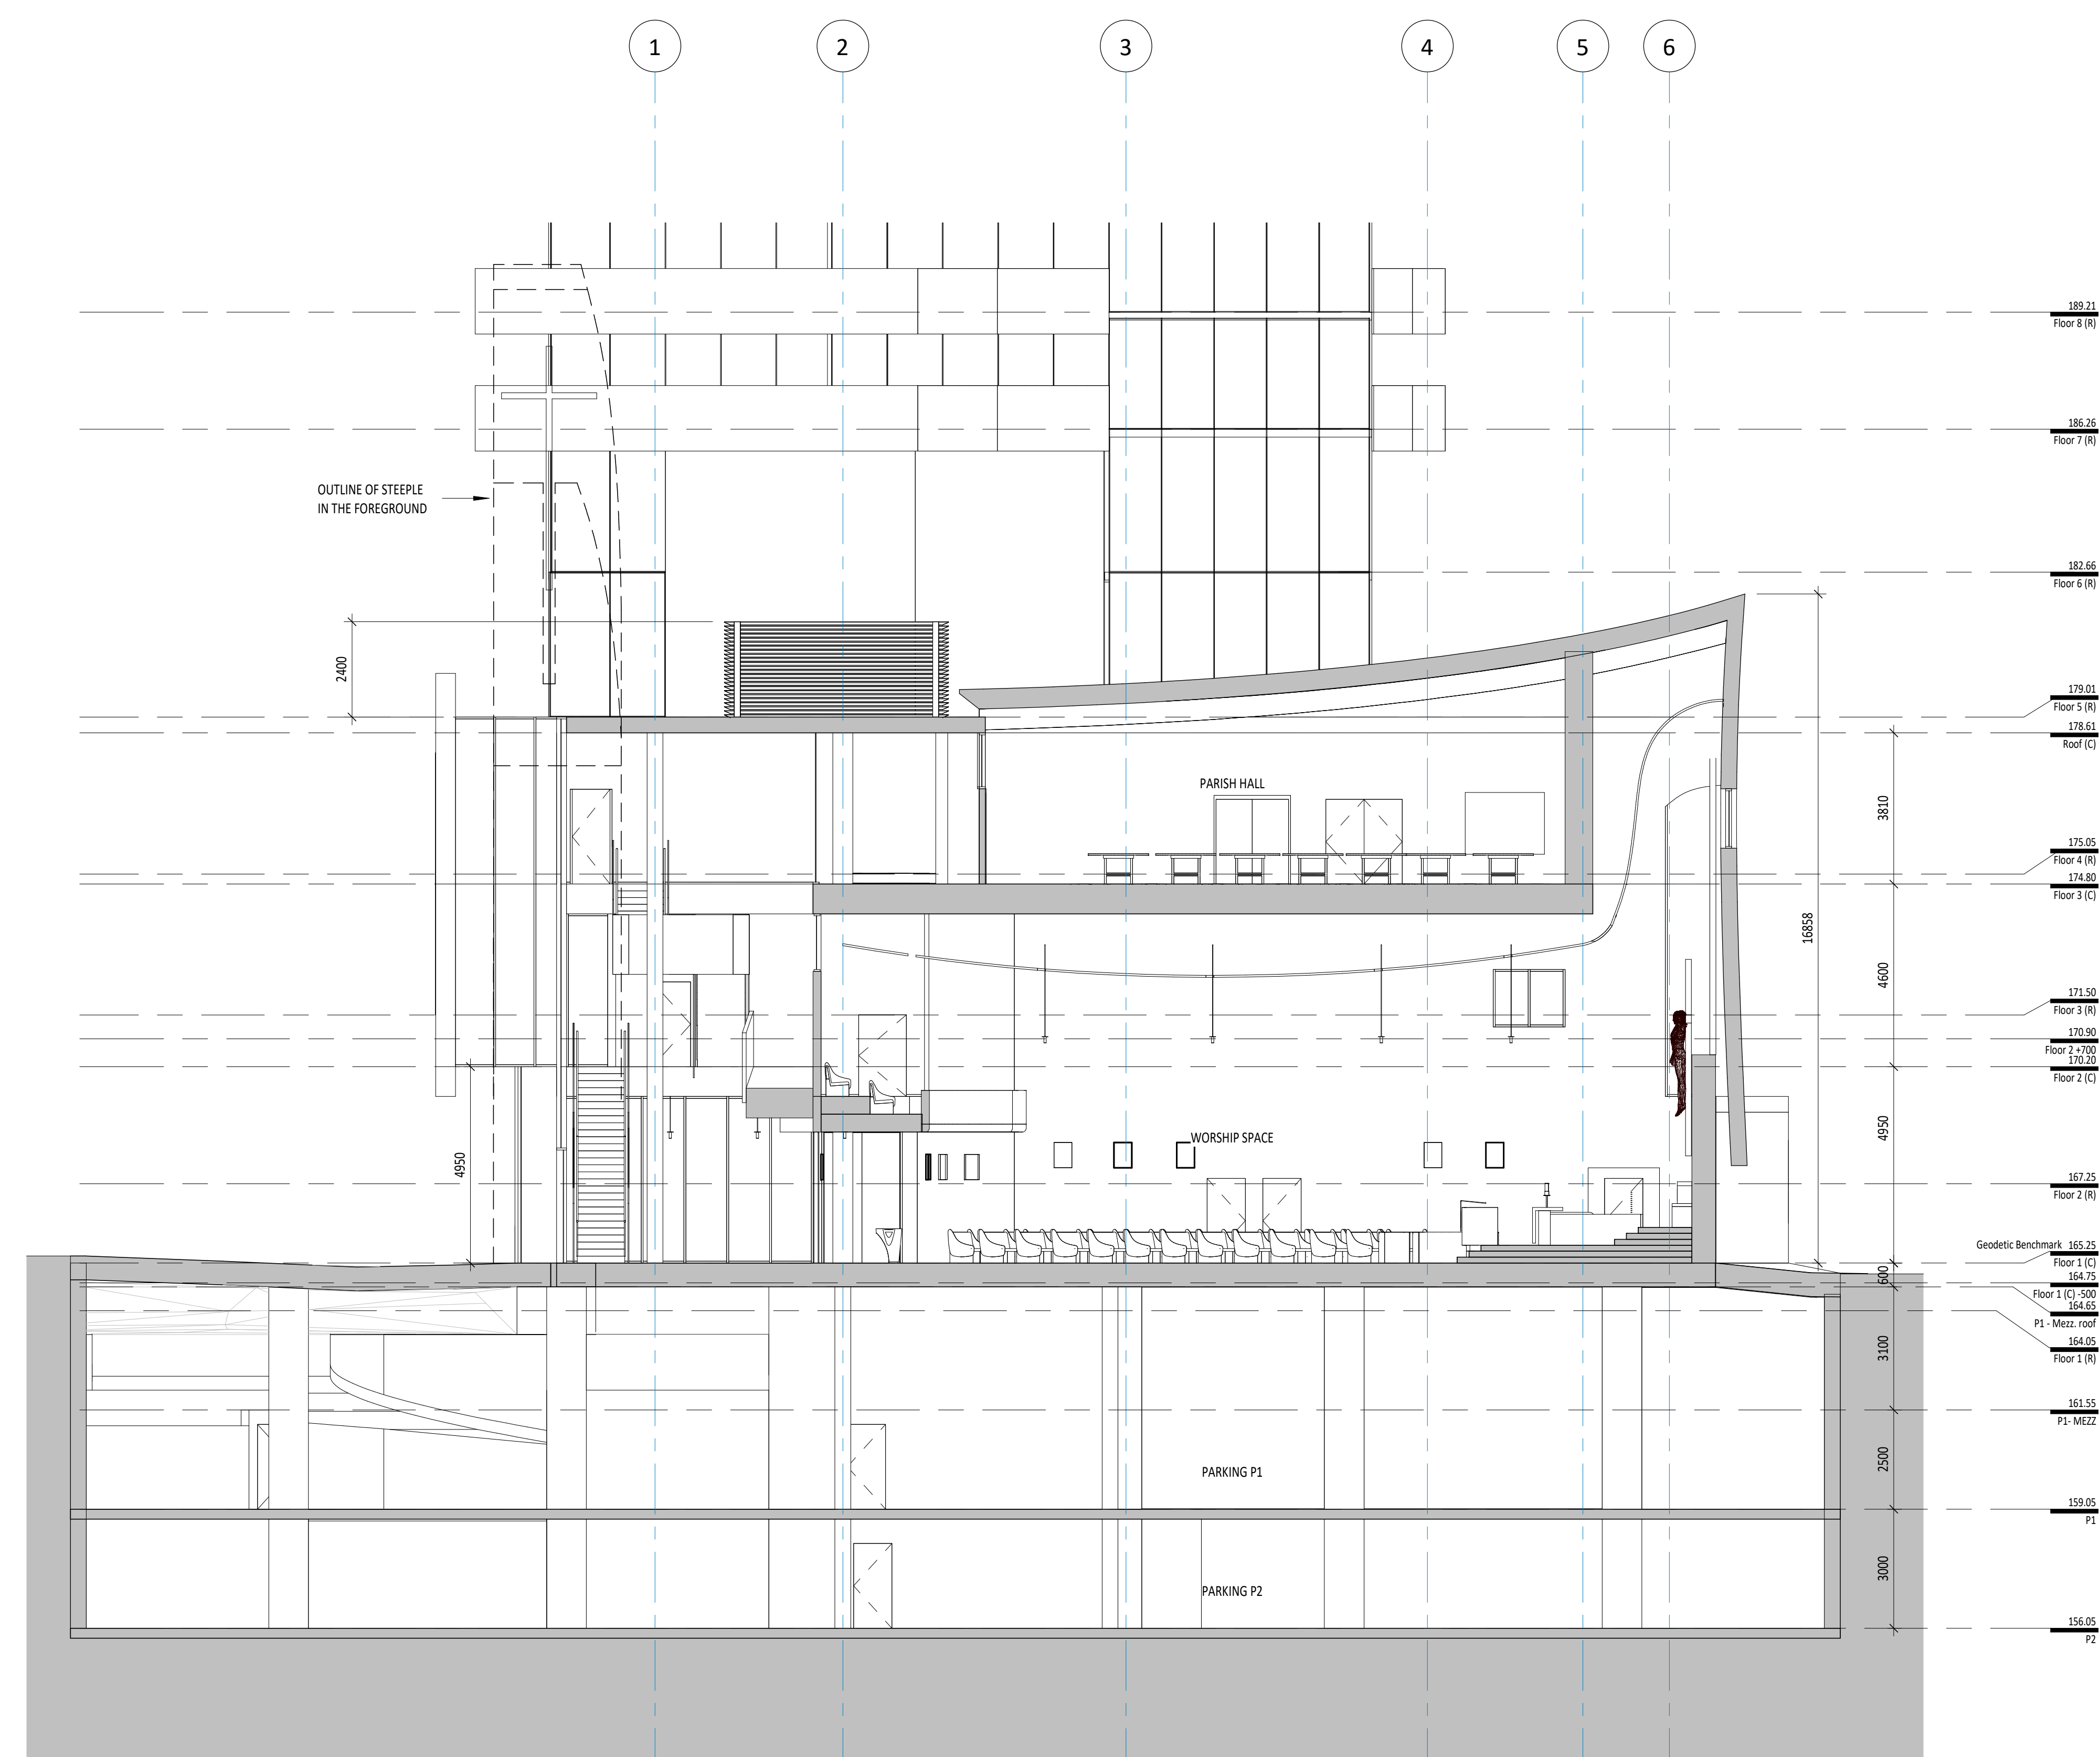 1 2 3 4 5 6
189.21
Floor 8 (R)
186.26
Floor 7 (R)
OUTLINE OF STEEPLE
IN THE FOREGROUND
182.66
Floor 6 (R)
2400
179.01
Floor 5 (R)
178.61
Roof (C)
PARISH HALL
3810
175.05
Floor 4 (R)
174.80
Floor 3 (C)
16858
4600
171.50
Floor 3 (R)
170.90
Floor 2 +700
170.20
Floor 2 (C)
WORSHIP SPACE
4950
4950
167.25
Floor 2 (R)
Geodetic Benchmark 165.25
Floor 1 (C)
600
164.75
Floor 1 (C) -500
164.65
P1 - Mezz. roof
164.05
Floor 1 (R)
3100
161.55
P1- MEZZ
PARKING P1
2500
159.05
P1
PARKING P2
3000
156.05
P2